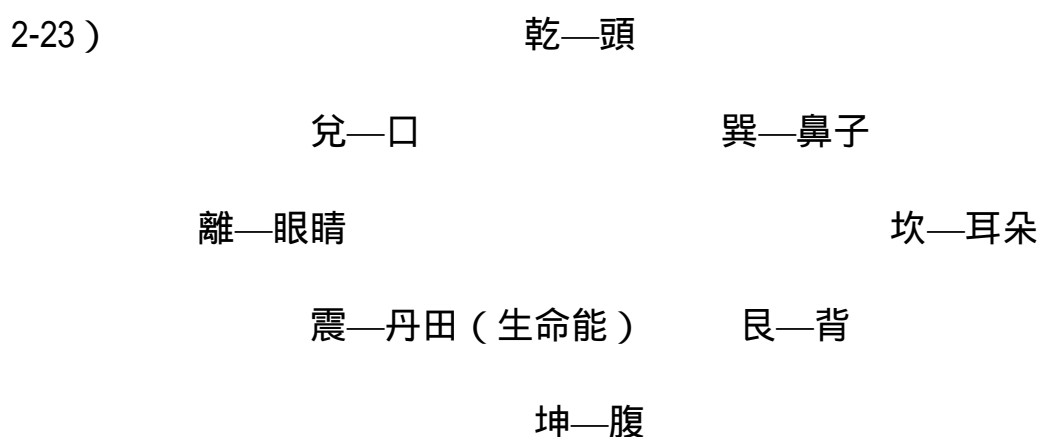 2-23） 乾—頭
兌—口 巽—鼻子
離—眼睛 坎—耳朵
震—丹田（生命能） 艮—背
坤—腹